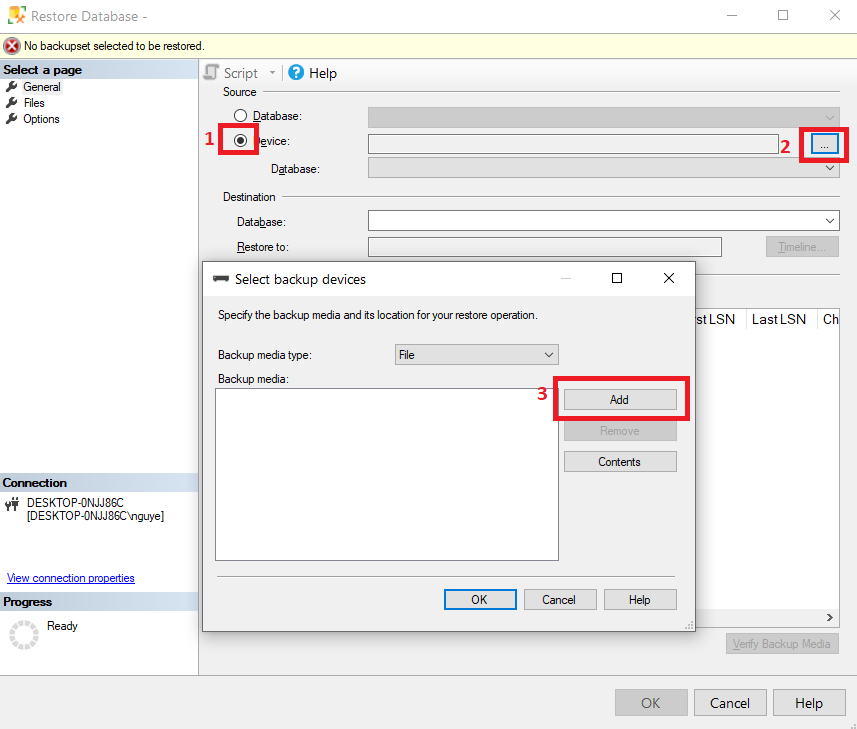 Restore Database -
No backupset selected to be restored.
Select a page
General
Files
Options
Script
Help
Source
Database:
1
evice:
2
...
Database:
Destination
Database:
Restore to:
Timeline...
Select backup devices
Specify the backup media and its location for your restore operation.
Backup media type:
File
Backup media:
3
Add
Remove
Contents
OK
Cancel
Help
st LSN
Last LSN
Ch
Connection
DESKTOP-0NJJ86C
[DESKTOP-0NJJ86C\nguye]
View connection properties
Progress
Ready
Verify Backup Media
OK
Cancel
Help